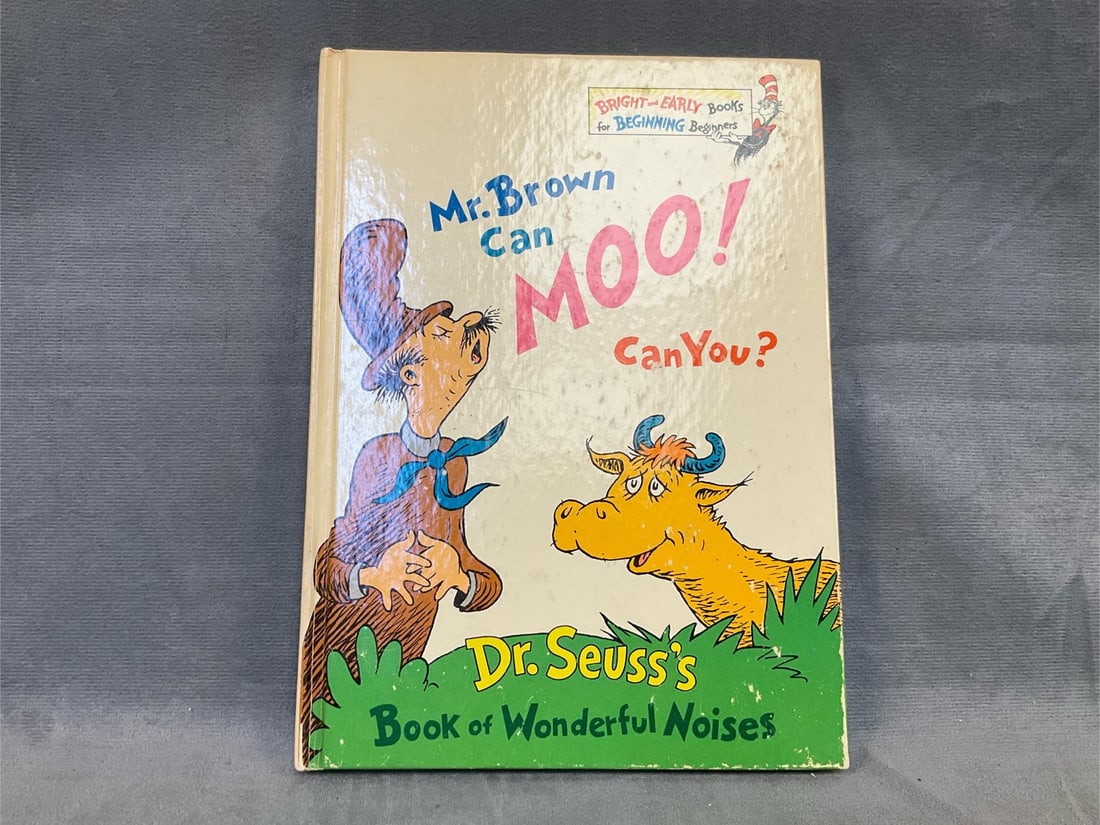 BRIGHT and EARLY Books
for BEGINNING Beginners
Mr. Brown
Can
MOO!
Can You?
Dr. Seuss's
Book of Wonderful Noises